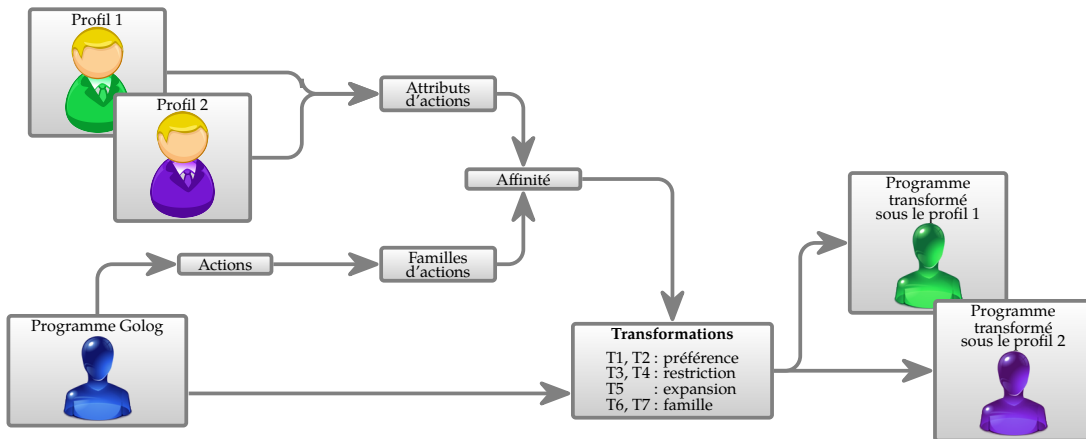 Profil 1
Profil 2
Attributs
d'actions
Affinité
Actions
Familles
d'actions
Programme Golog
Transformations
T1, T2 : préférence
T3, T4 : restriction
T5 : expansion
T6, T7 : famille
Programme
transformé
sous le profil 1
Programme
transformé
sous le profil 2